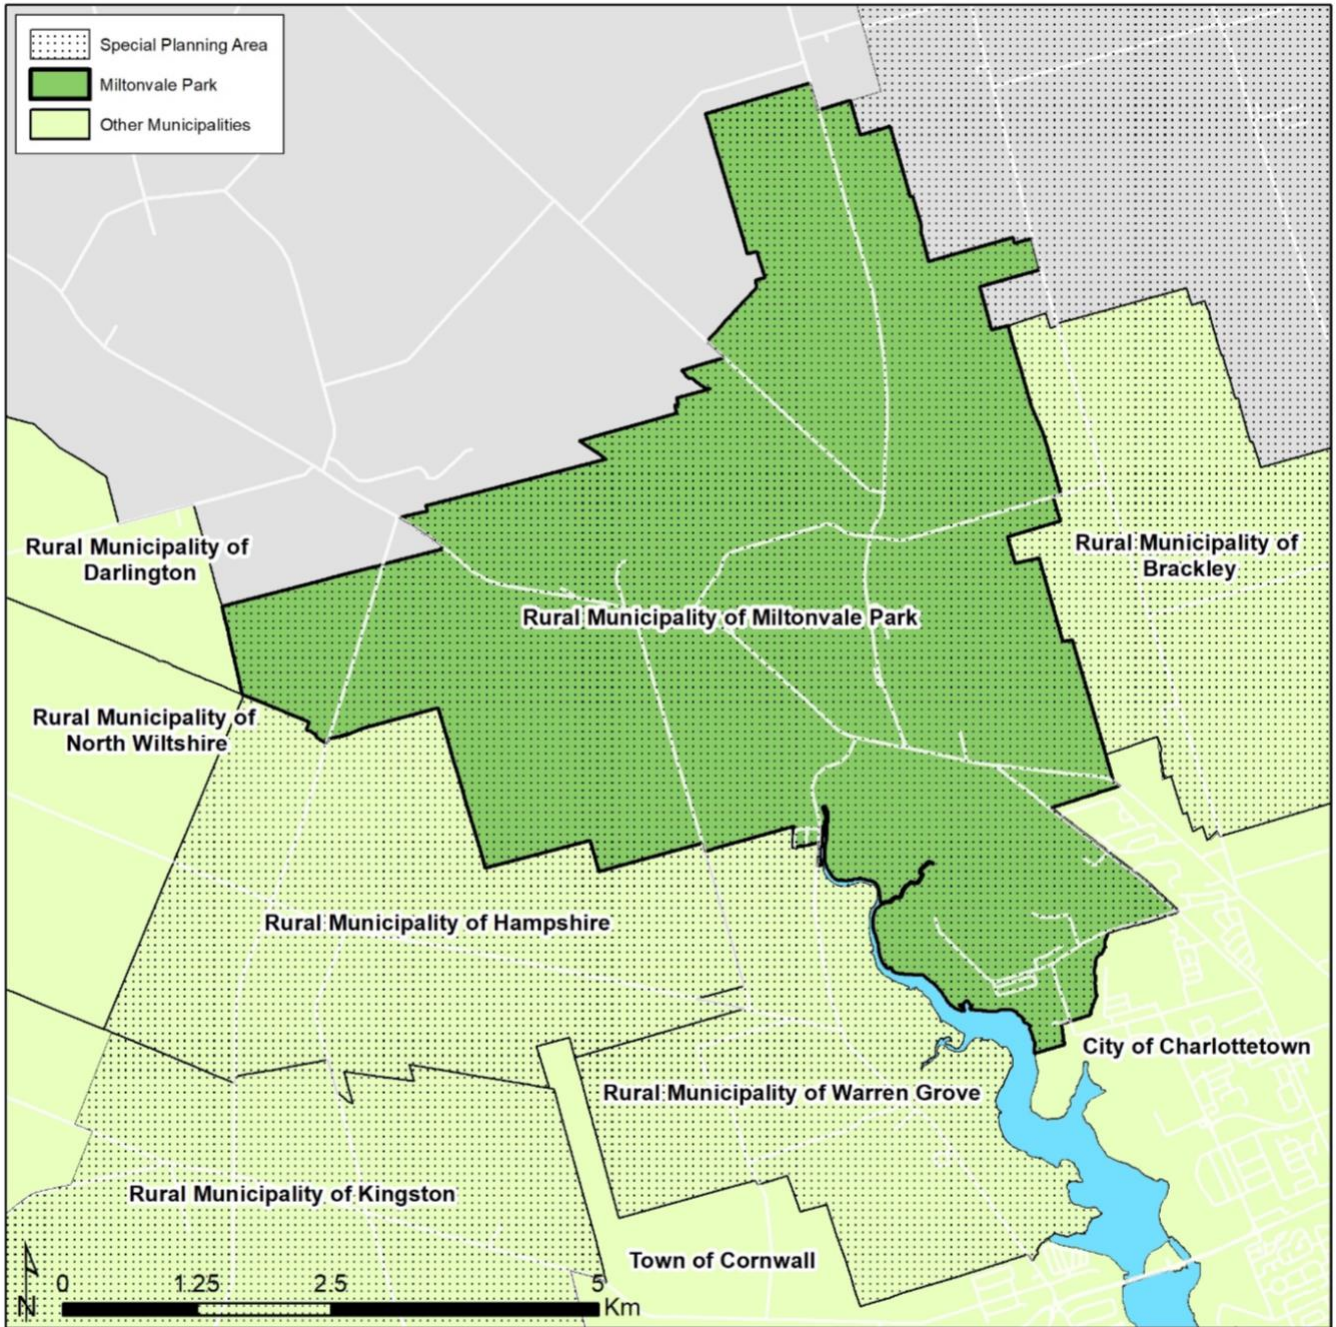 Special Planning Area
Miltonvale Park
Other Municipalities
Rural Municipality of
Darlington
Rural Municipality of
Brackley
Rural Municipality of Miltonvale Park
Rural Municipality of
North Wiltshire
Rural Municipality of Hampshire
City of Charlottetown
Rural Municipality of Warren Grove
Rural Municipality of Kingston
Town of Cornwall
0 1.25 2.5 5
N Km